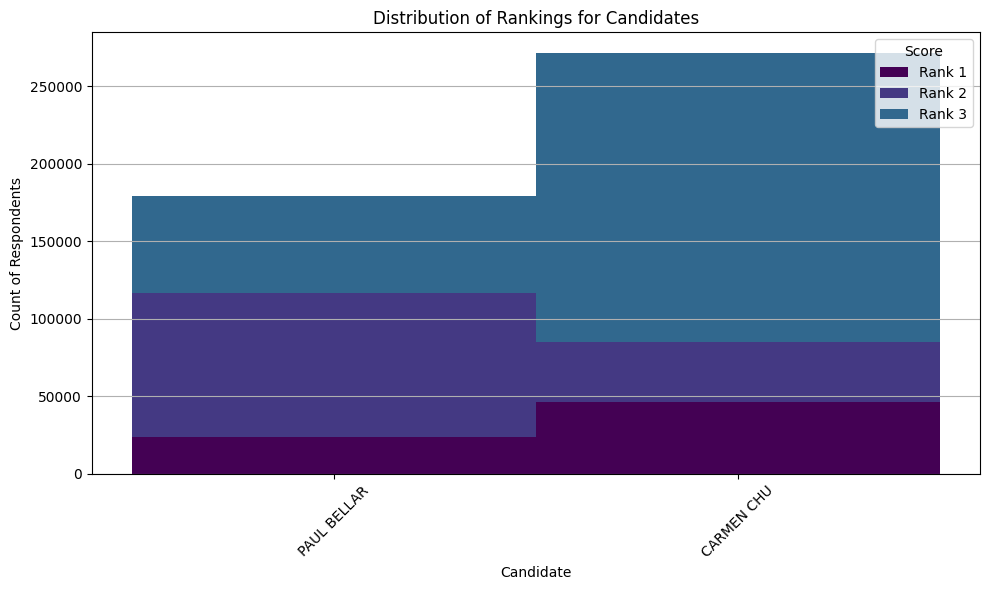 Distribution of Rankings for Candidates
Score
Rank 1
Rank 2
Rank 3
Count of Respondents
250000
200000
150000
100000
50000
0
PAUL BELLAR
CARMEN CHU
Candidate